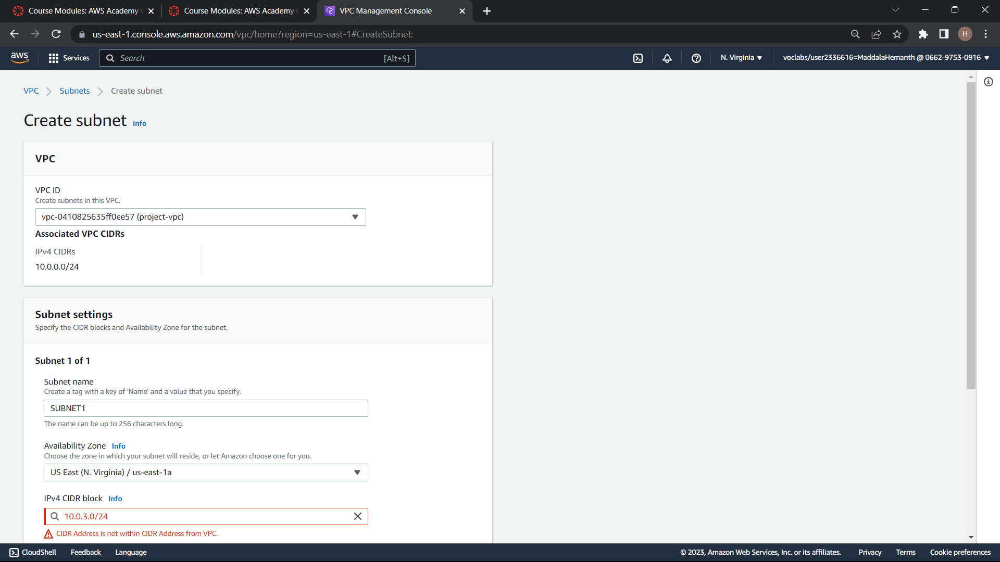 Course Modules: AWS Academy
Course Modules: AWS Academy
VPC Management Console
us-east-1.console.aws.amazon.com/vpc/home?region=us-east-1#CreateSubnet:
H
aws
Services
Search
[Alt+S]
N. Virginia
voclabs/user2336616=MaddalaHemanth @ 0662-9753-0916
VPC
Subnets
Create subnet
Create subnet Info
VPC
VPC ID
Create subnets in this VPC.
vpc-0410825635ff0ee57 (project-vpc)
Associated VPC CIDRs
IPv4 CIDRs
10.0.0.0/24
Subnet settings
Specify the CIDR blocks and Availability Zone for the subnet.
Subnet 1 of 1
Subnet name
Create a tag with a key of 'Name' and a value that you specify.
SUBNET1
The name can be up to 256 characters long.
Availability Zone Info
Choose the zone in which your subnet will reside, or let Amazon choose one for you.
US East (N. Virginia) / us-east-1a
IPv4 CIDR block Info
10.0.3.0/24
CIDR Address is not within CIDR Address from VPC.
CloudShell
Feedback
Language
© 2023, Amazon Web Services, Inc. or its affiliates.
Privacy
Terms
Cookie preferences